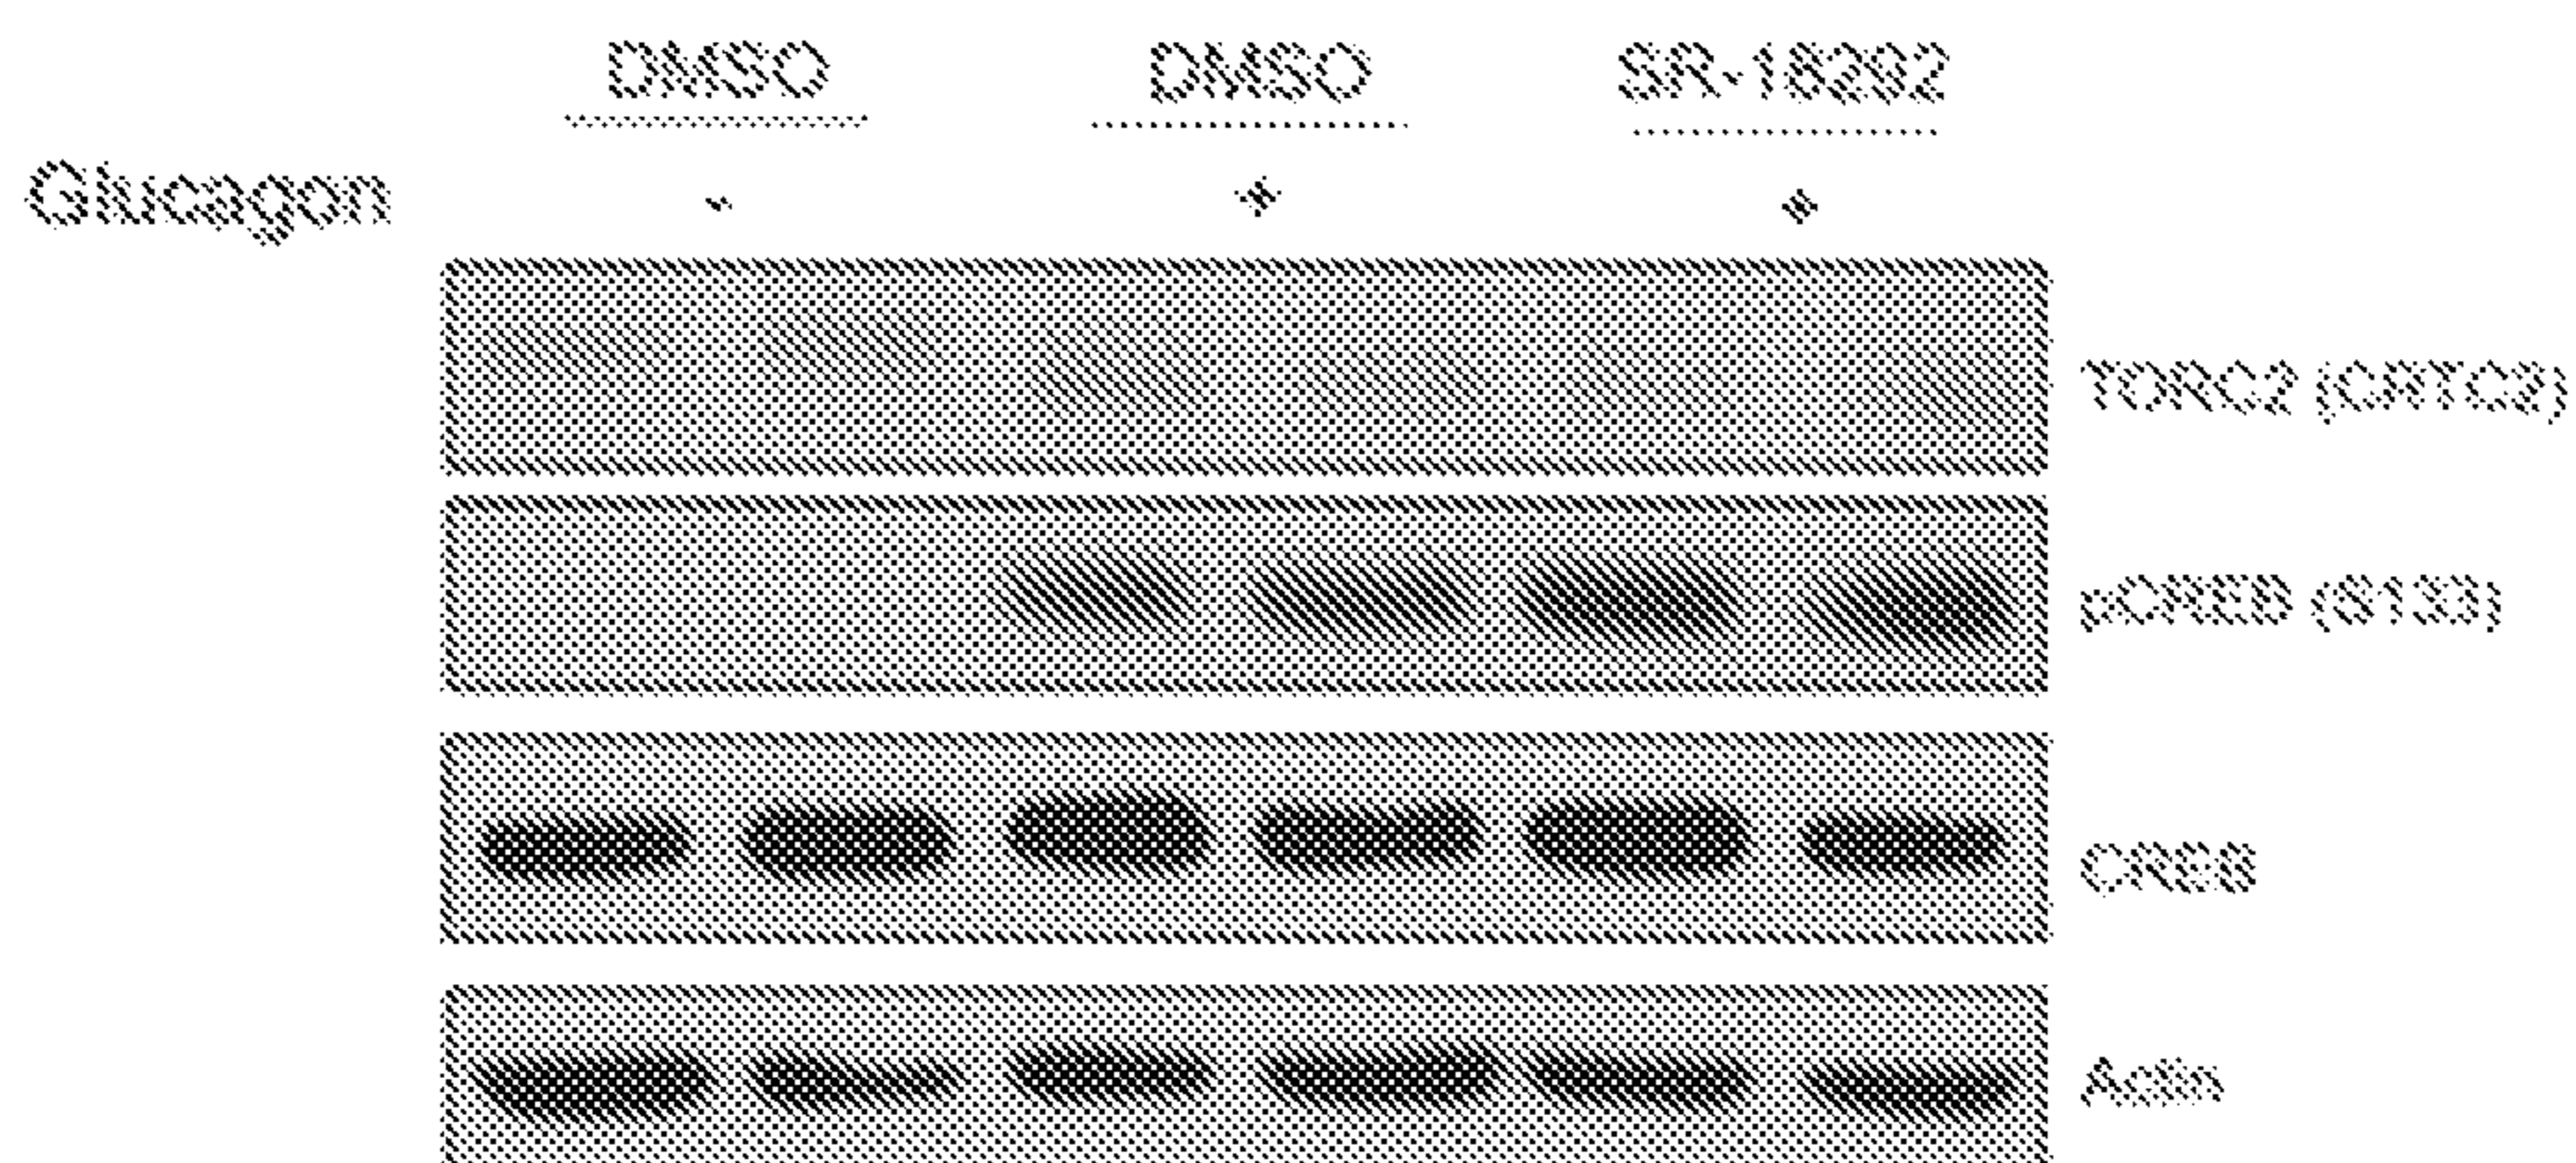 DMSO DMSO SR-18292
Glucagon - + +
TORC2 (CRTC2)
pCREB (S133)
CREB
Actin